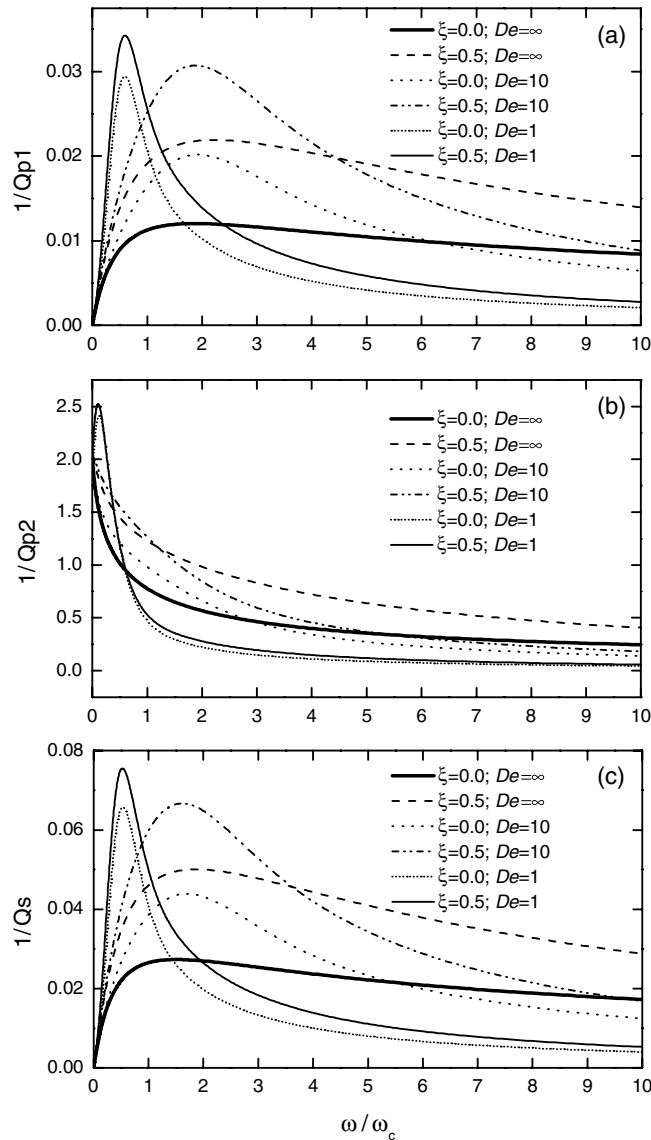 (a)
ξ=0.0; De=∞
ξ=0.5; De=∞
ξ=0.0; De=10
ξ=0.5; De=10
ξ=0.0; De=1
ξ=0.5; De=1
1/Qp1
0.03
0.02
0.01
0.00
0 1 2 3 4 5 6 7 8 9 10
(b)
ξ=0.0; De=∞
ξ=0.5; De=∞
ξ=0.0; De=10
ξ=0.5; De=10
ξ=0.0; De=1
ξ=0.5; De=1
1/Qp2
2.5
2.0
1.5
1.0
0.5
0.0
0 1 2 3 4 5 6 7 8 9 10
(c)
ξ=0.0; De=∞
ξ=0.5; De=∞
ξ=0.0; De=10
ξ=0.5; De=10
ξ=0.0; De=1
ξ=0.5; De=1
1/Qs
0.08
0.06
0.04
0.02
0.00
0 1 2 3 4 5 6 7 8 9 10
ω/ω_c